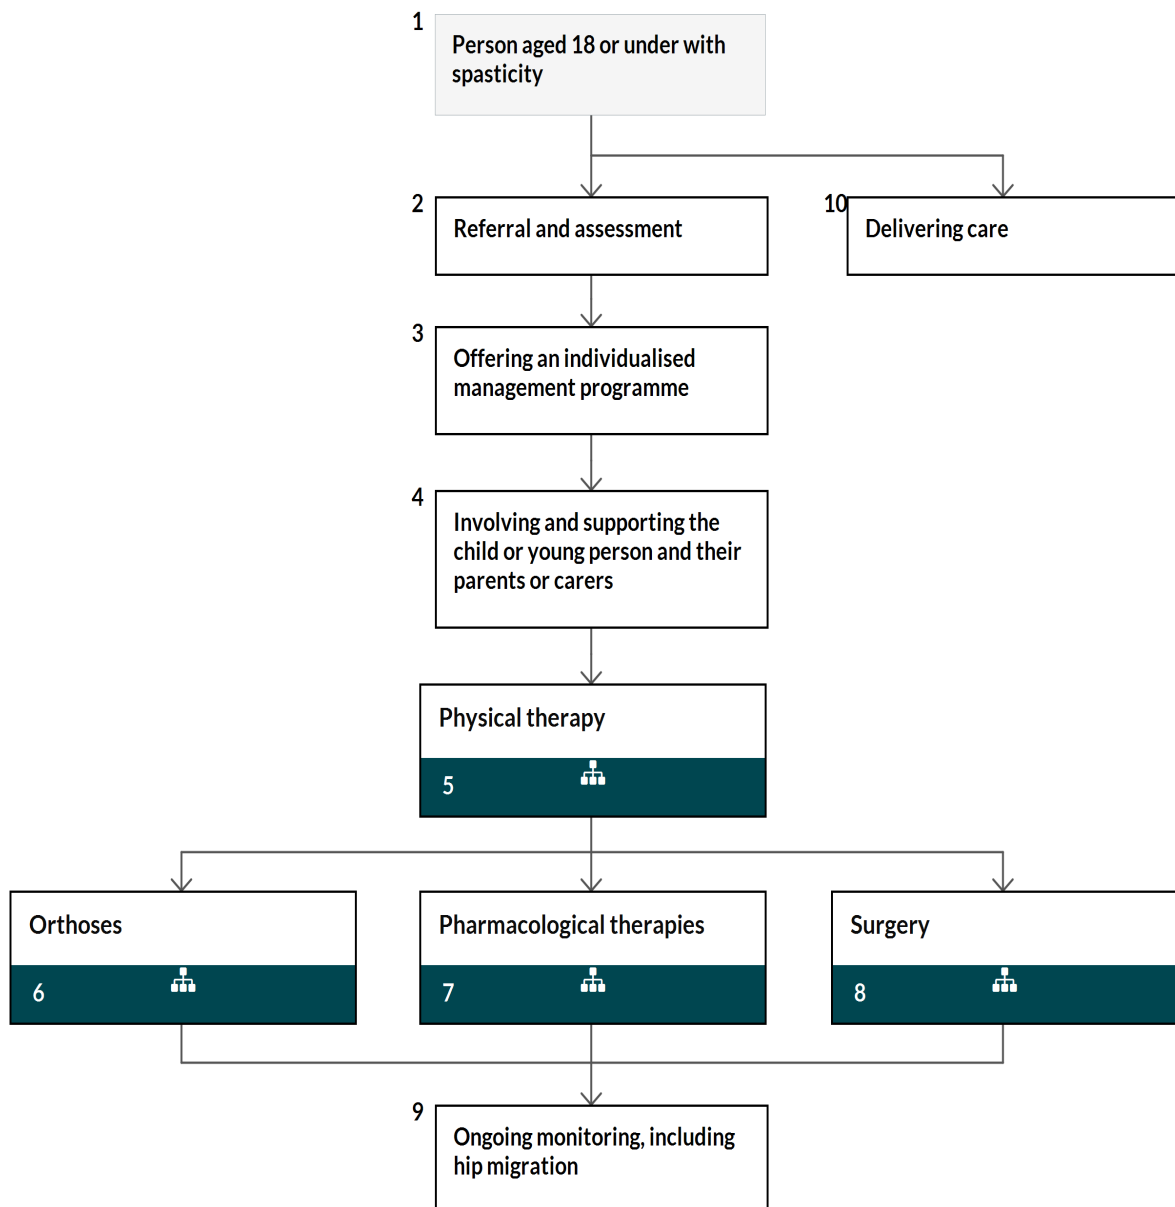 1
Person aged 18 or under with
spasticity
2
Referral and assessment
10
Delivering care
3
Offering an individualised
management programme
4
Involving and supporting the
child or young person and their
parents or carers
Physical therapy
5
Orthoses
6
Pharmacological therapies
7
Surgery
8
9
Ongoing monitoring, including
hip migration